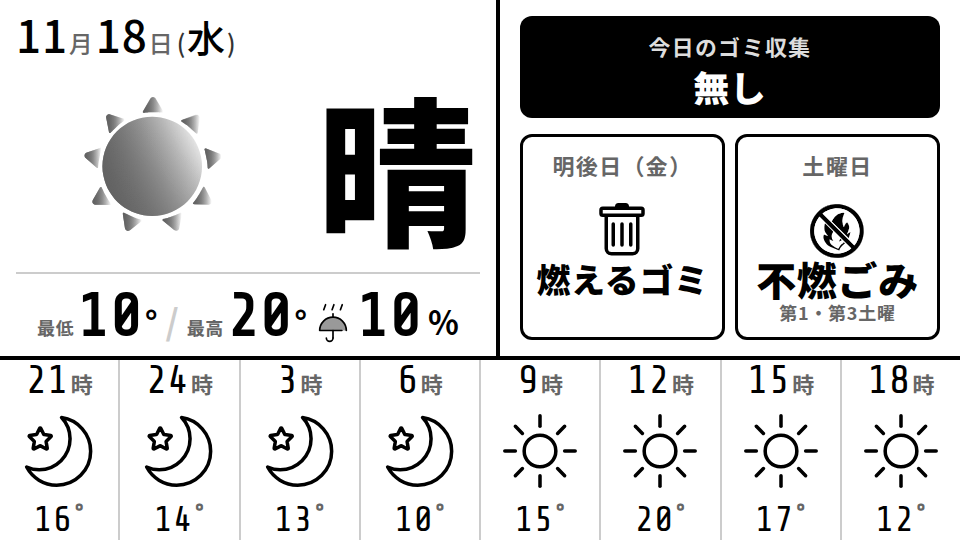 11月18日(水)
晴
最低 10° / 最高 20° 10%
今日のゴミ収集
無し
明後日（金）
燃えるゴミ
土曜日
不燃ごみ
第1・第3土曜
21時 24時 3時 6時 9時 12時 15時 18時
16° 14° 13° 10° 15° 20° 17° 12°